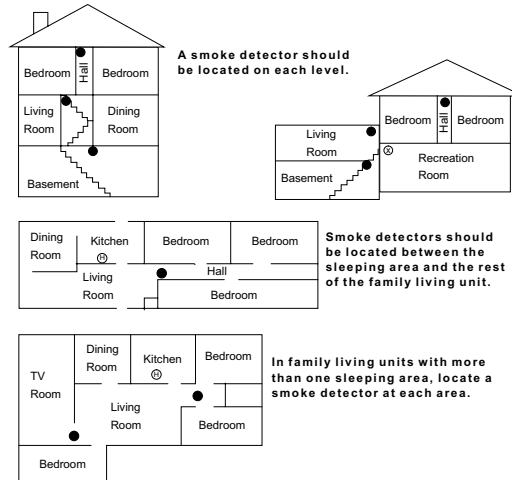 A smoke detector should
be located on each level.
Bedroom
Hall
Bedroom
Living
Room
Dining
Room
Basement
Living
Room
Basement
Bedroom
Hall
Bedroom
X
Recreation
Room
Dining
Room
Kitchen
H
Living
Room
Bedroom
Bedroom
Hall
Bedroom
Smoke detectors should
be located between the
sleeping area and the rest
of the family living unit.
TV
Room
Dining
Room
Kitchen
H
Bedroom
Living
Room
Bedroom
Bedroom
In family living units with more
than one sleeping area, locate a
smoke detector at each area.